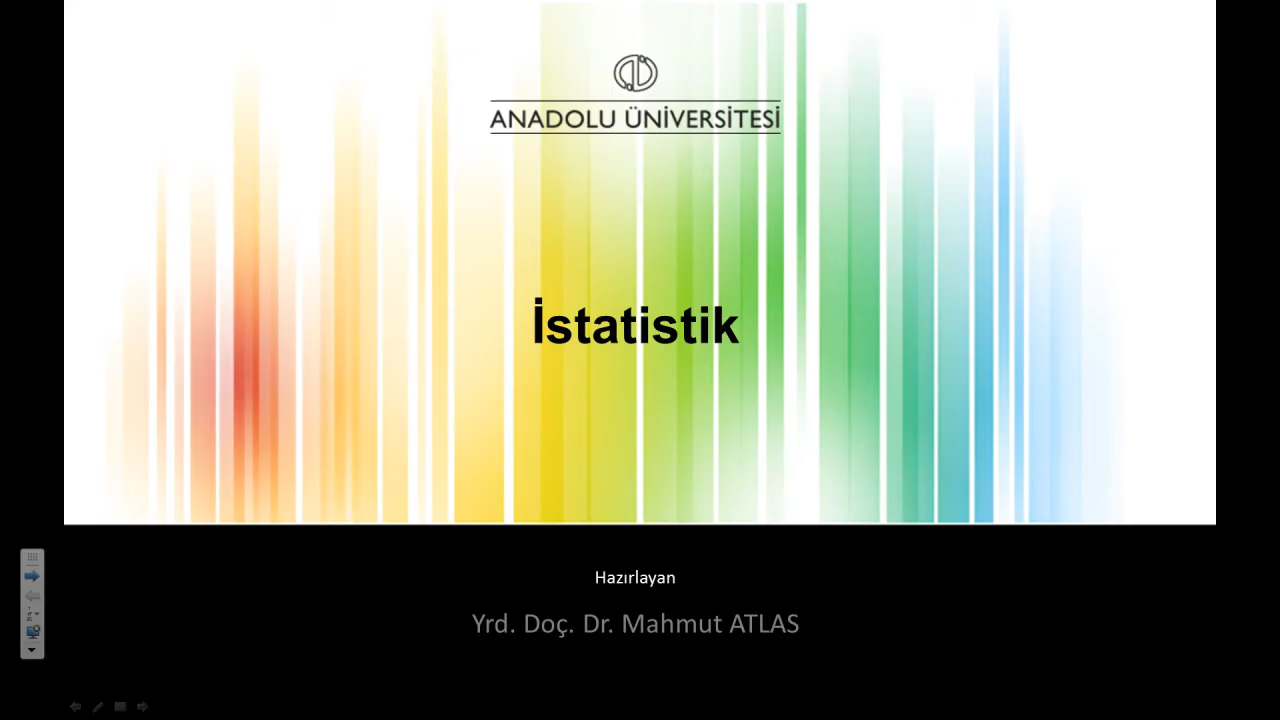 ANADOLU ÜNİVERSİTESİ
İstatistik
Hazırlayan
Yrd. Doç. Dr. Mahmut ATLAS